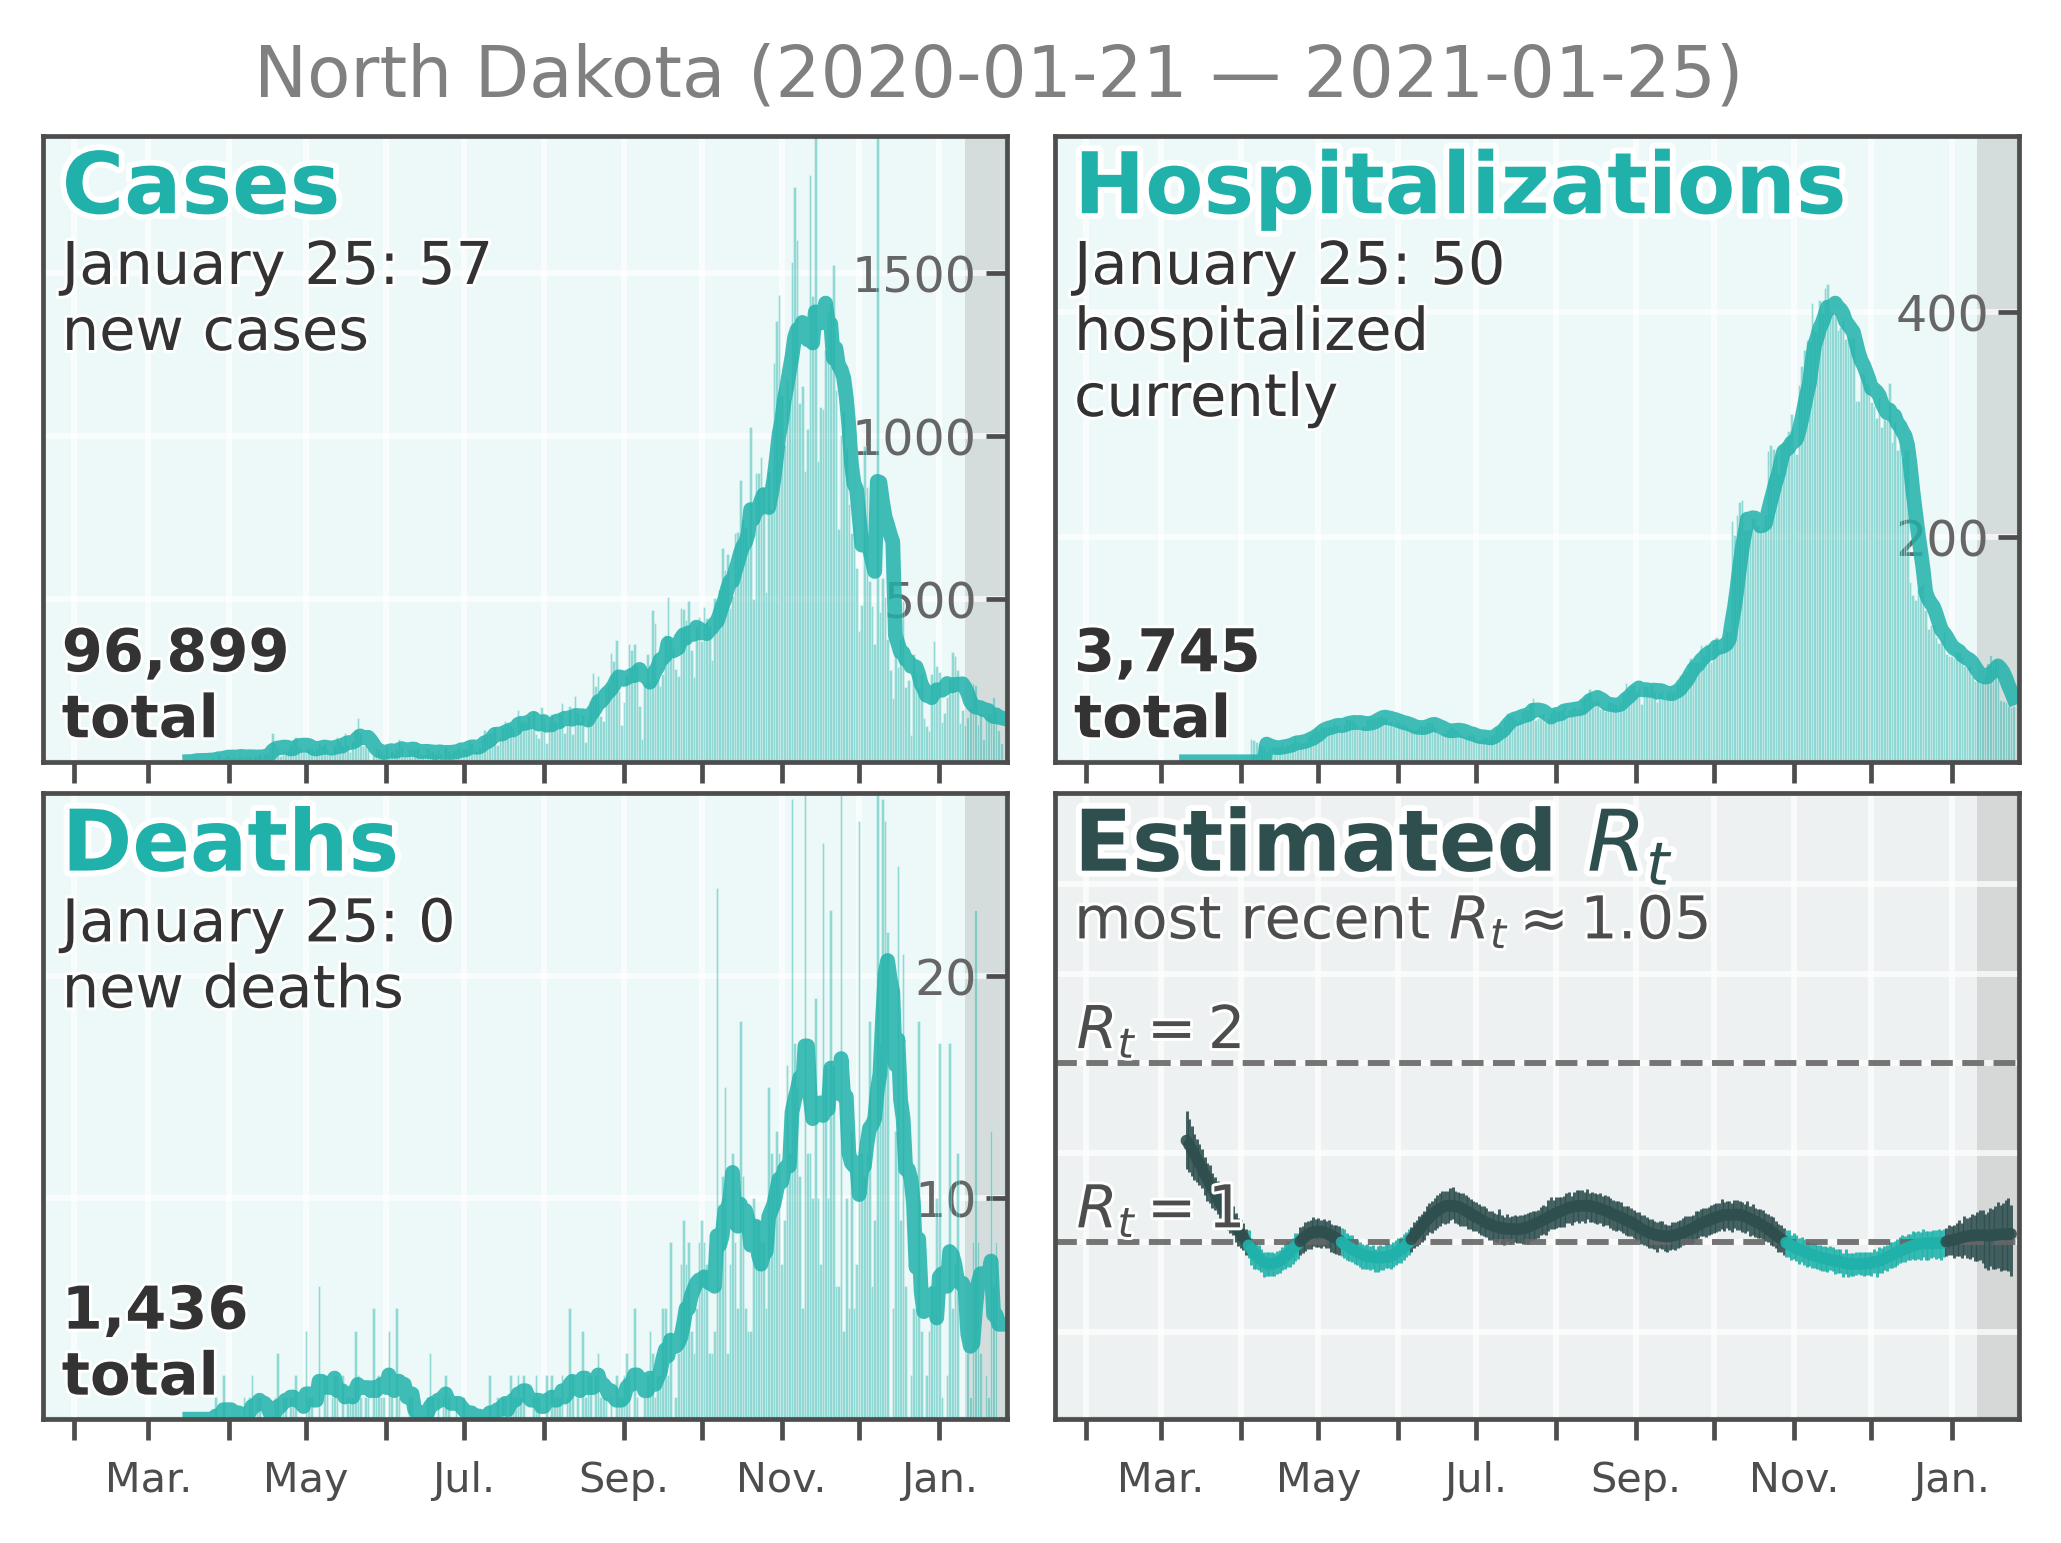 North Dakota (2020-01-21 — 2021-01-25)
Cases
January 25: 57
new cases
1500
1000
500
96,899
total
Hospitalizations
January 25: 50
hospitalized
currently
400
200
3,745
total
Deaths
January 25: 0
new deaths
20
10
1,436
total
Mar. May Jul. Sep. Nov. Jan.
Estimated Rt
most recent Rt ≈ 1.05
Rt = 2
Rt = 1
Mar. May Jul. Sep. Nov. Jan.